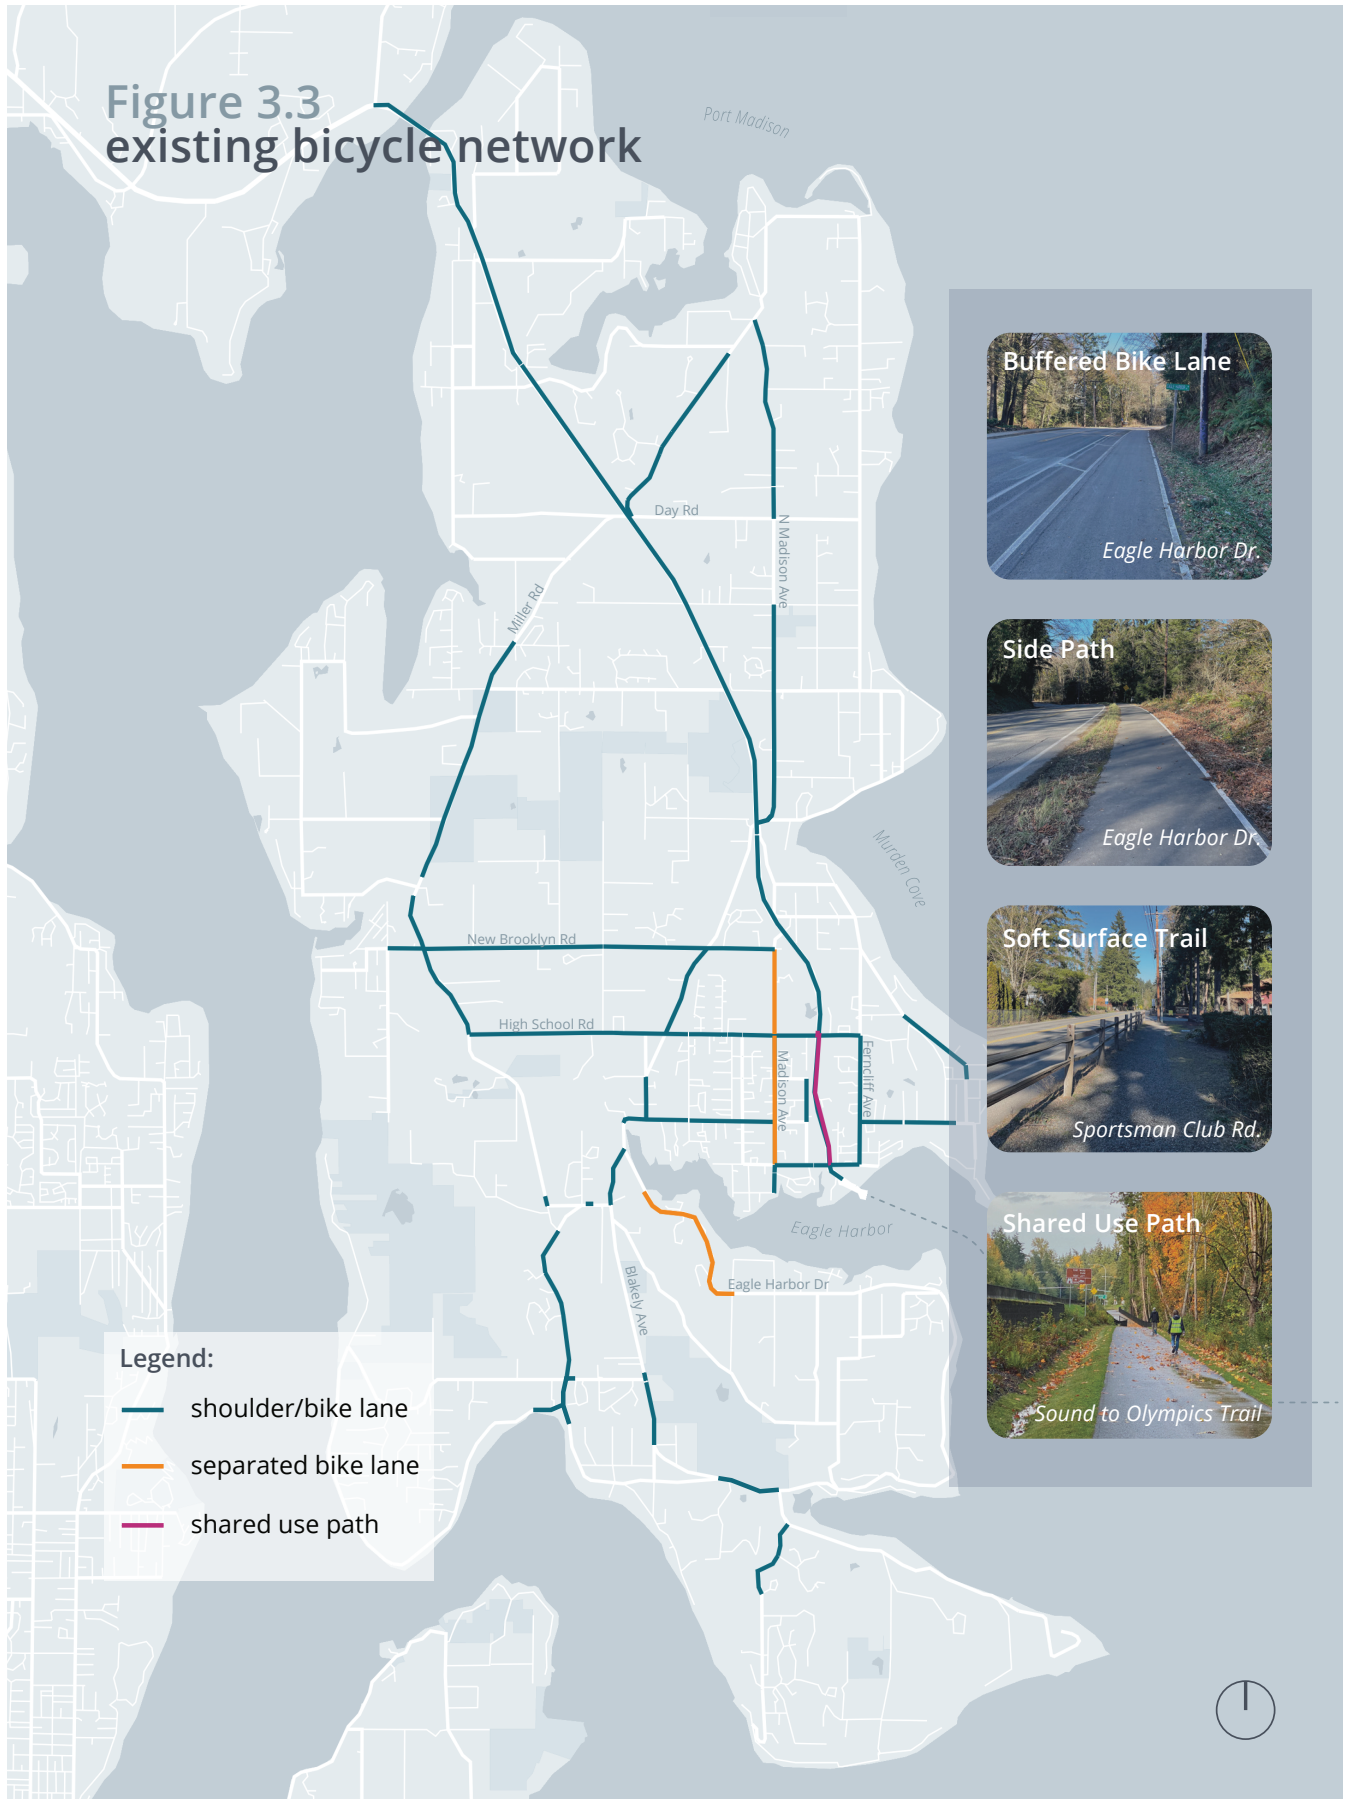 Figure 3.3
existing bicycle network
Port Madison
Day Rd
N Madison Ave
Miller Rd
Murden Cove
New Brooklyn Rd
High School Rd
Madison Ave
Ferncliff Ave
Eagle Harbor
Eagle Harbor Dr
Blakely Ave
Buffered Bike Lane
Eagle Harbor Dr.
Side Path
Eagle Harbor Dr.
Soft Surface Trail
Sportsman Club Rd.
Shared Use Path
Sound to Olympics Trail
Legend:
shoulder/bike lane
separated bike lane
shared use path